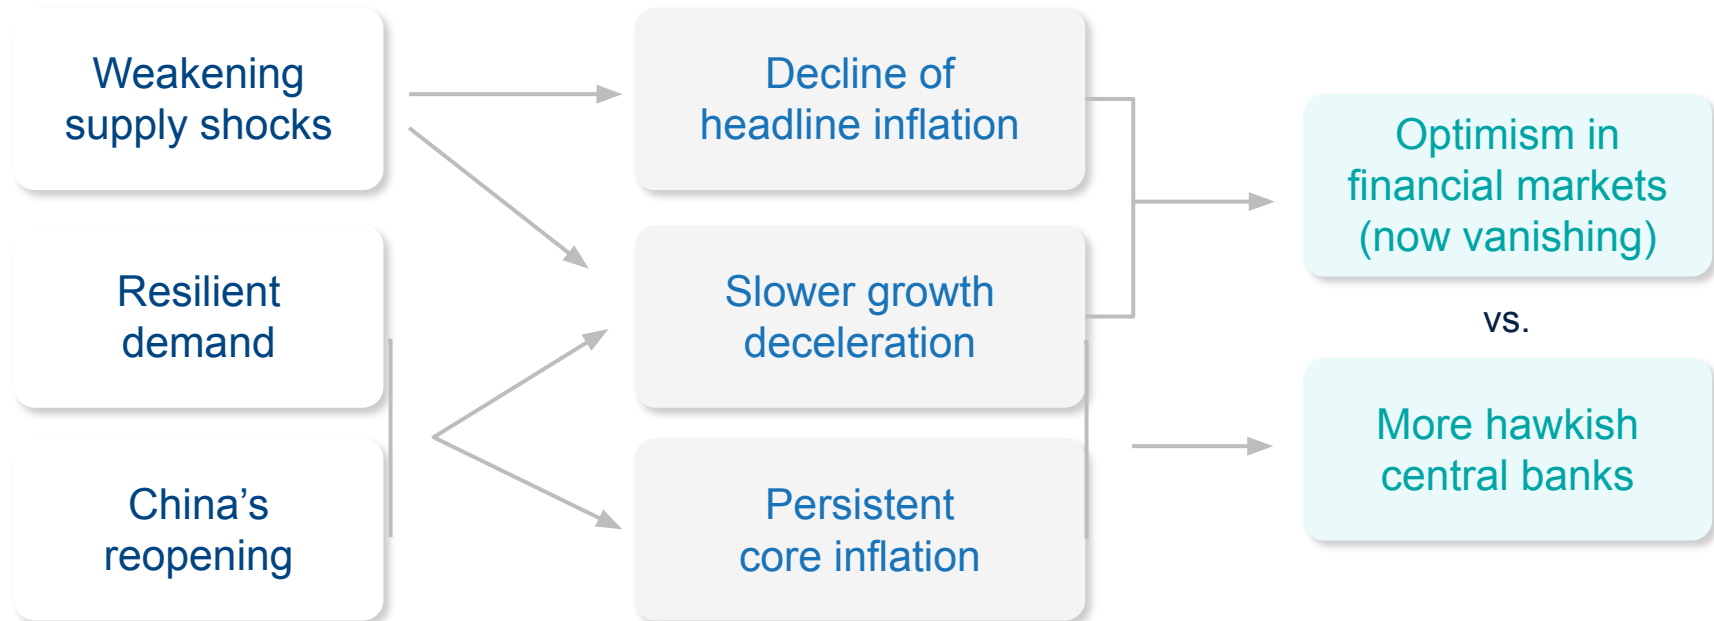 Weakening
supply shocks
Resilient
demand
China’s
reopening
Decline of
headline inflation
Slower growth
deceleration
Persistent
core inflation
Optimism in
financial markets
(now vanishing)
vs.
More hawkish
central banks